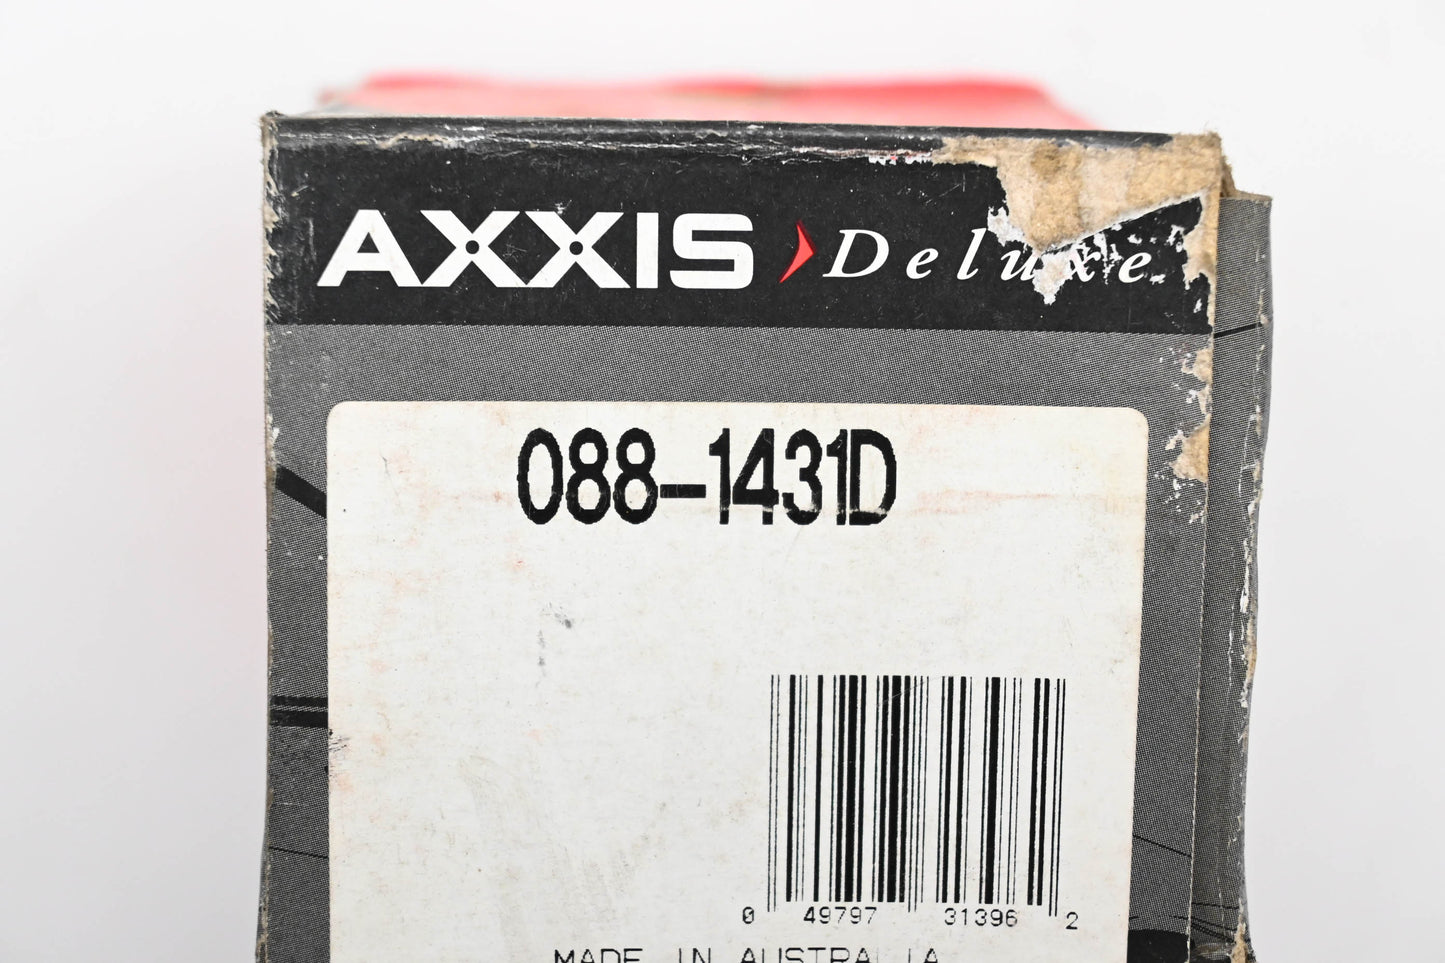 AXXIS Deluxe
088-1431D
0 49797 31396 2
MADE IN AUSTRALIA